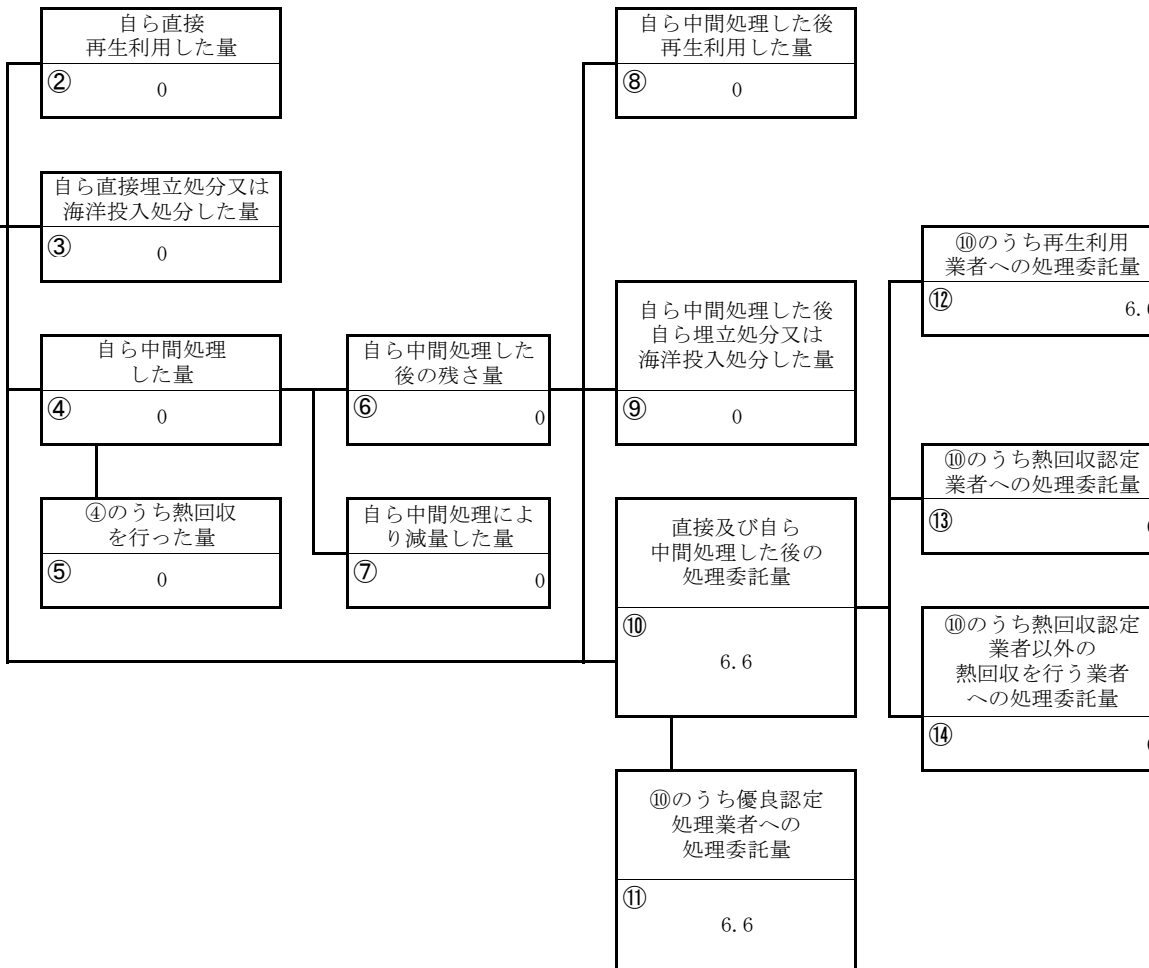 自ら直接
再生利用した量
② 0
自ら中間処理した後
再生利用した量
⑧ 0
自ら直接埋立処分又は
海洋投入処分した量
③ 0
⑩のうち再生利用
業者への処理委託量
⑫
自ら中間処理した後
自ら埋立処分又は
海洋投入処分した量
⑨ 0
自ら中間処理
した量
④ 0
自ら中間処理した
後の残さ量
⑥ 0
⑩のうち熱回収認定
業者への処理委託量
⑬
④のうち熱回収
を行った量
⑤ 0
自ら中間処理によ
り減量した量
⑦ 0
直接及び自ら
中間処理した後の
処理委託量
⑩
6.6
⑩のうち熱回収認定
業者以外の
熱回収を行う業者
への処理委託量
⑭
⑩のうち優良認定
処理業者への
処理委託量
⑪
6.6